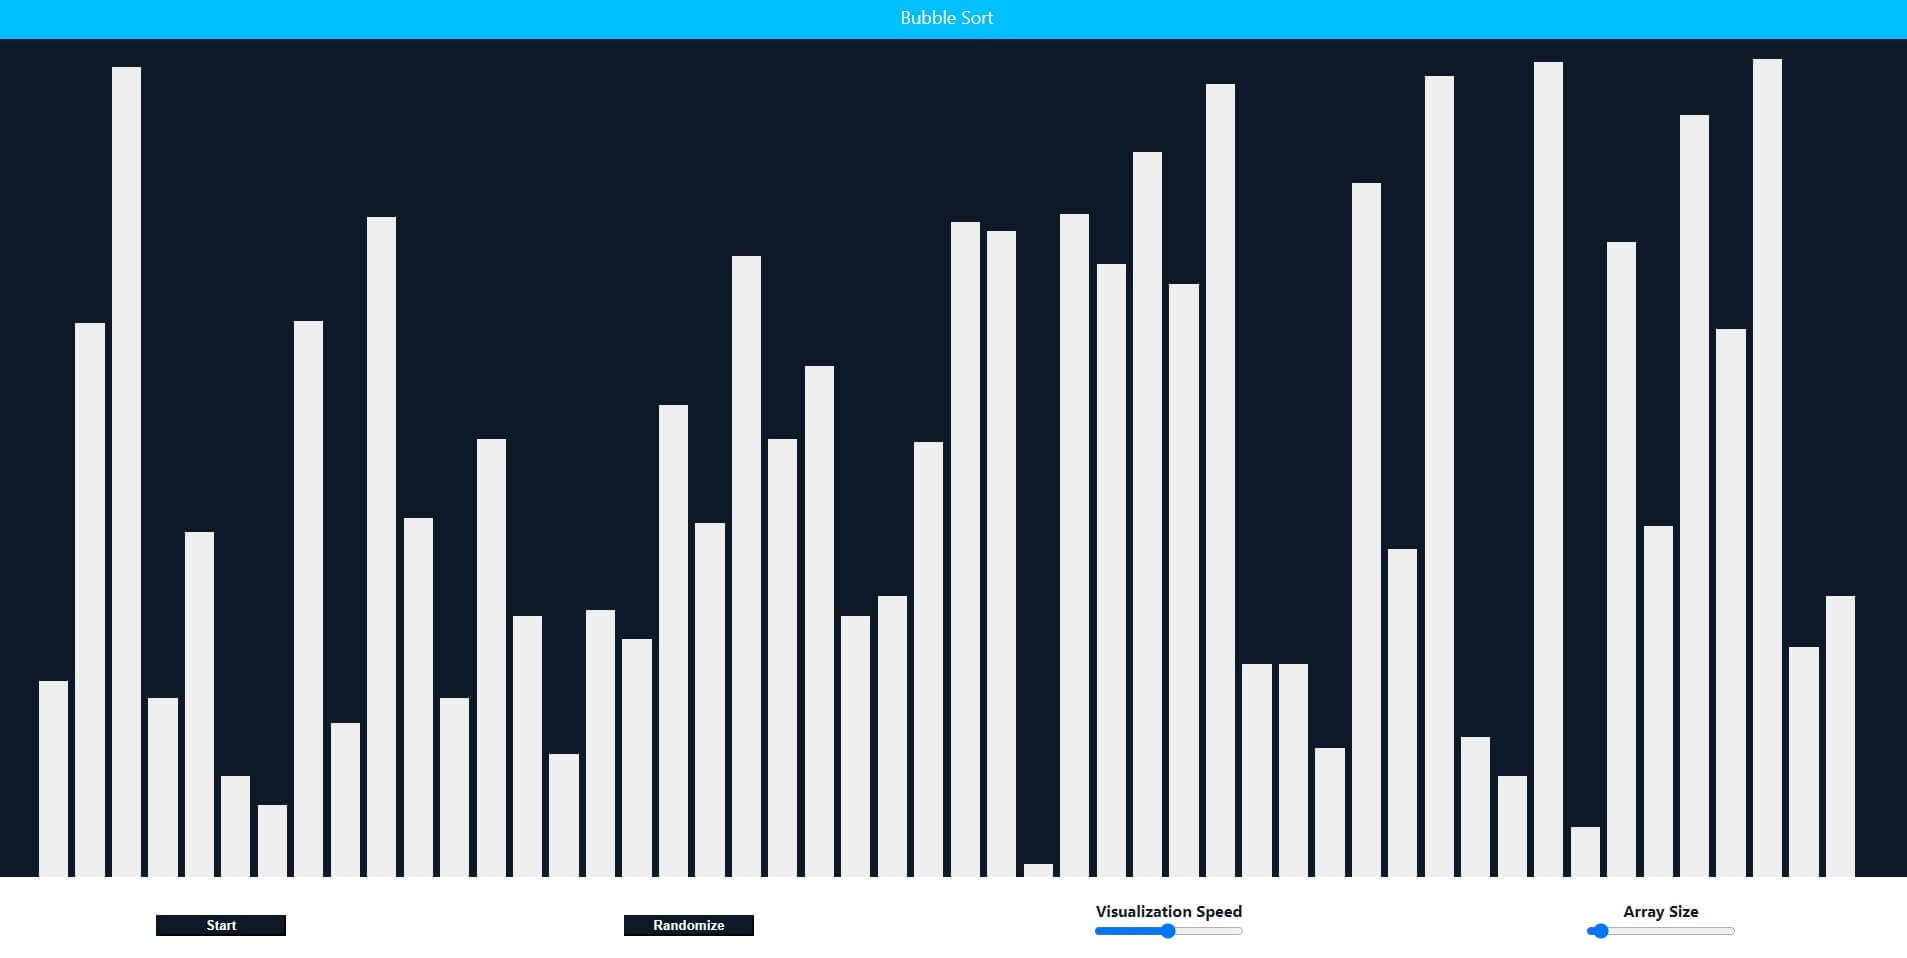 Bubble Sort
Start
Randomize
Visualization Speed
Array Size